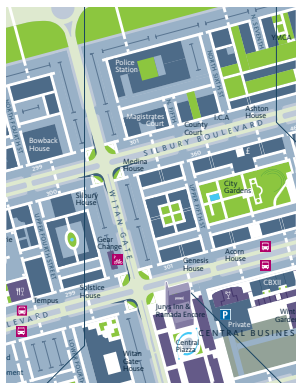 YMCA
Police
Station
Magistrates
Court
County
Court
I.C.A
Ashton
House
SILBURY BOULEVARD
Bowback
House
Medina
House
City
Gardens
Silbury
House
WITAN GATE
Gear
Change
Acorn
House
Genesis
House
Solstice
House
Tempus
CBXII
Jurys Inn &
Ramada Encore
P
Private
CENTRAL BUSINES
Central
Piazza
Witan
Gate
House
LEVARD